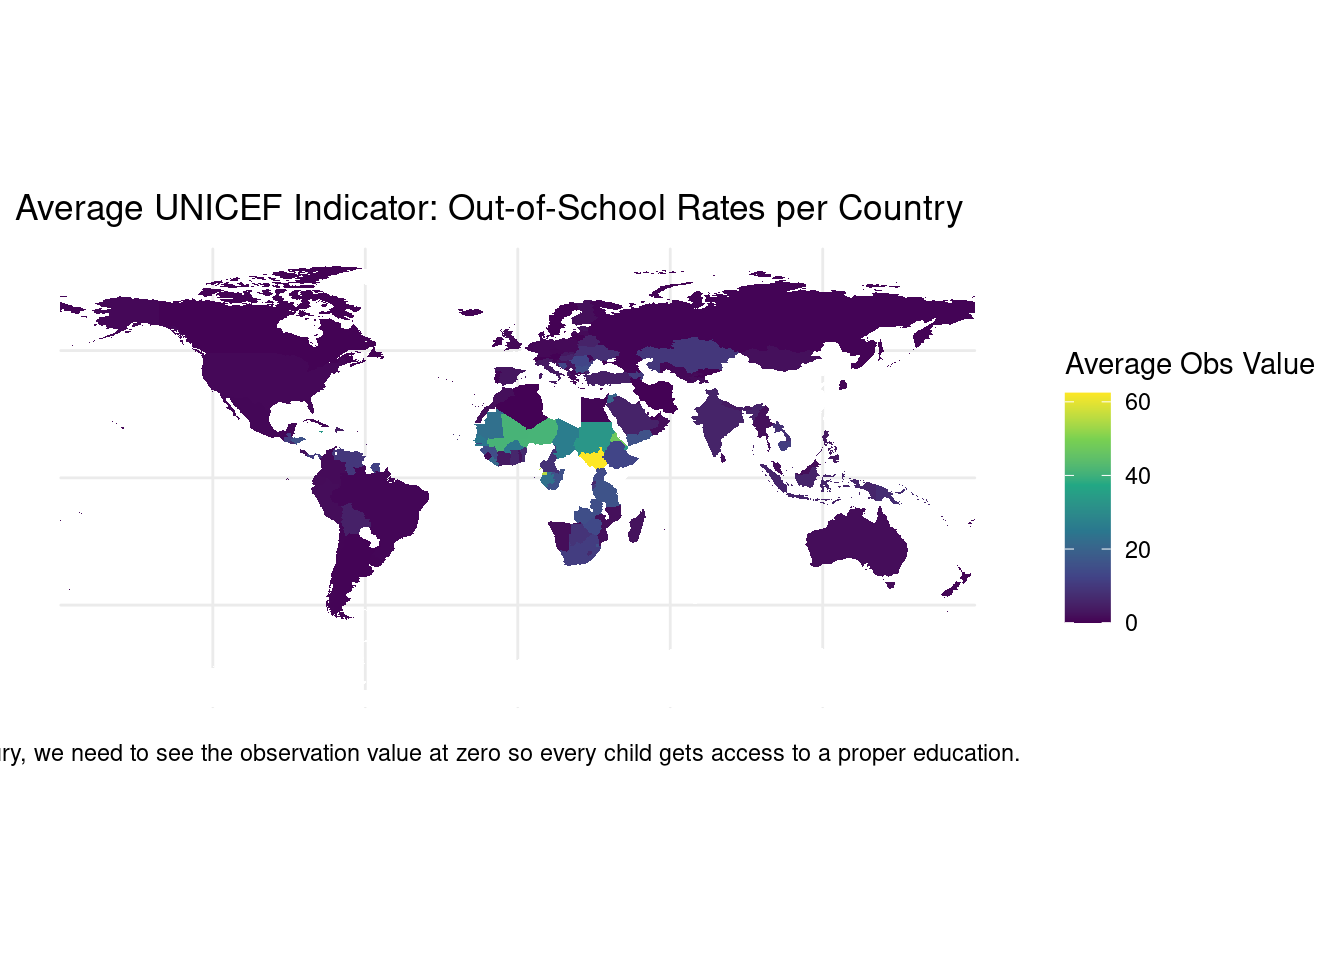 Average UNICEF Indicator: Out-of-School Rates per Country
Average Obs Value
60
40
20
0
we need to see the observation value at zero so every child gets access to a proper education.